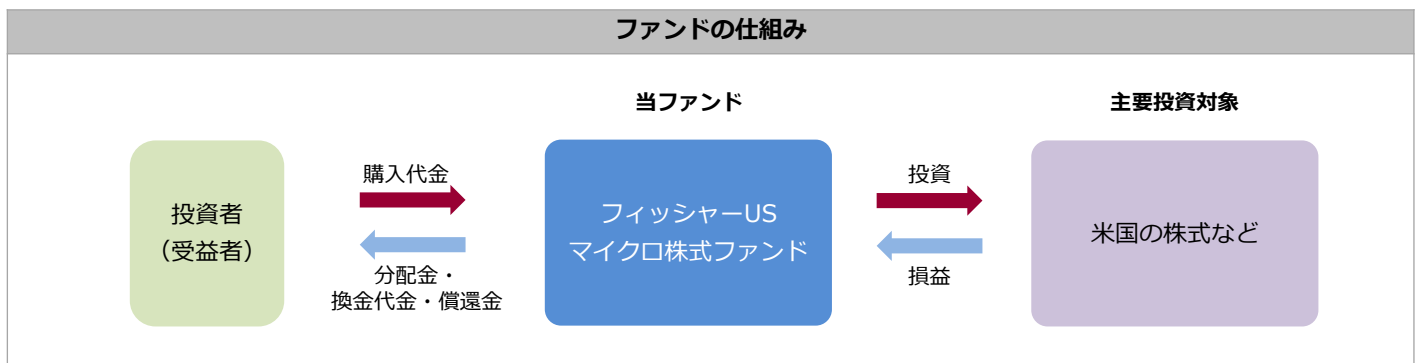 ファンドの仕組み
当ファンド
主要投資対象
投資者
（受益者）
購入代金
分配金・
換金代金・償還金
フィッシャーUS
マイクロ株式ファンド
投資
損益
米国の株式など